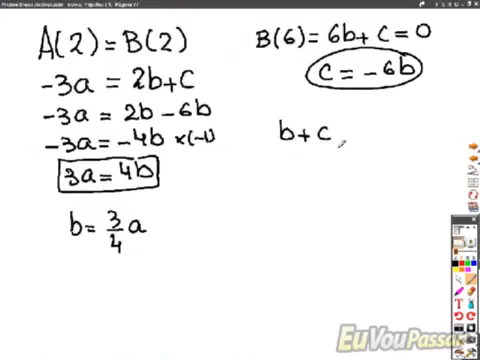 A(2) = B(2)
-3a = 2b+C
-3a = 2b - 6b
-3a = -4b ×(-1)
3a = 4b
b = 3/4 a
B(6) = 6b + C = 0
C = -6b
b + C
EuVouPassar